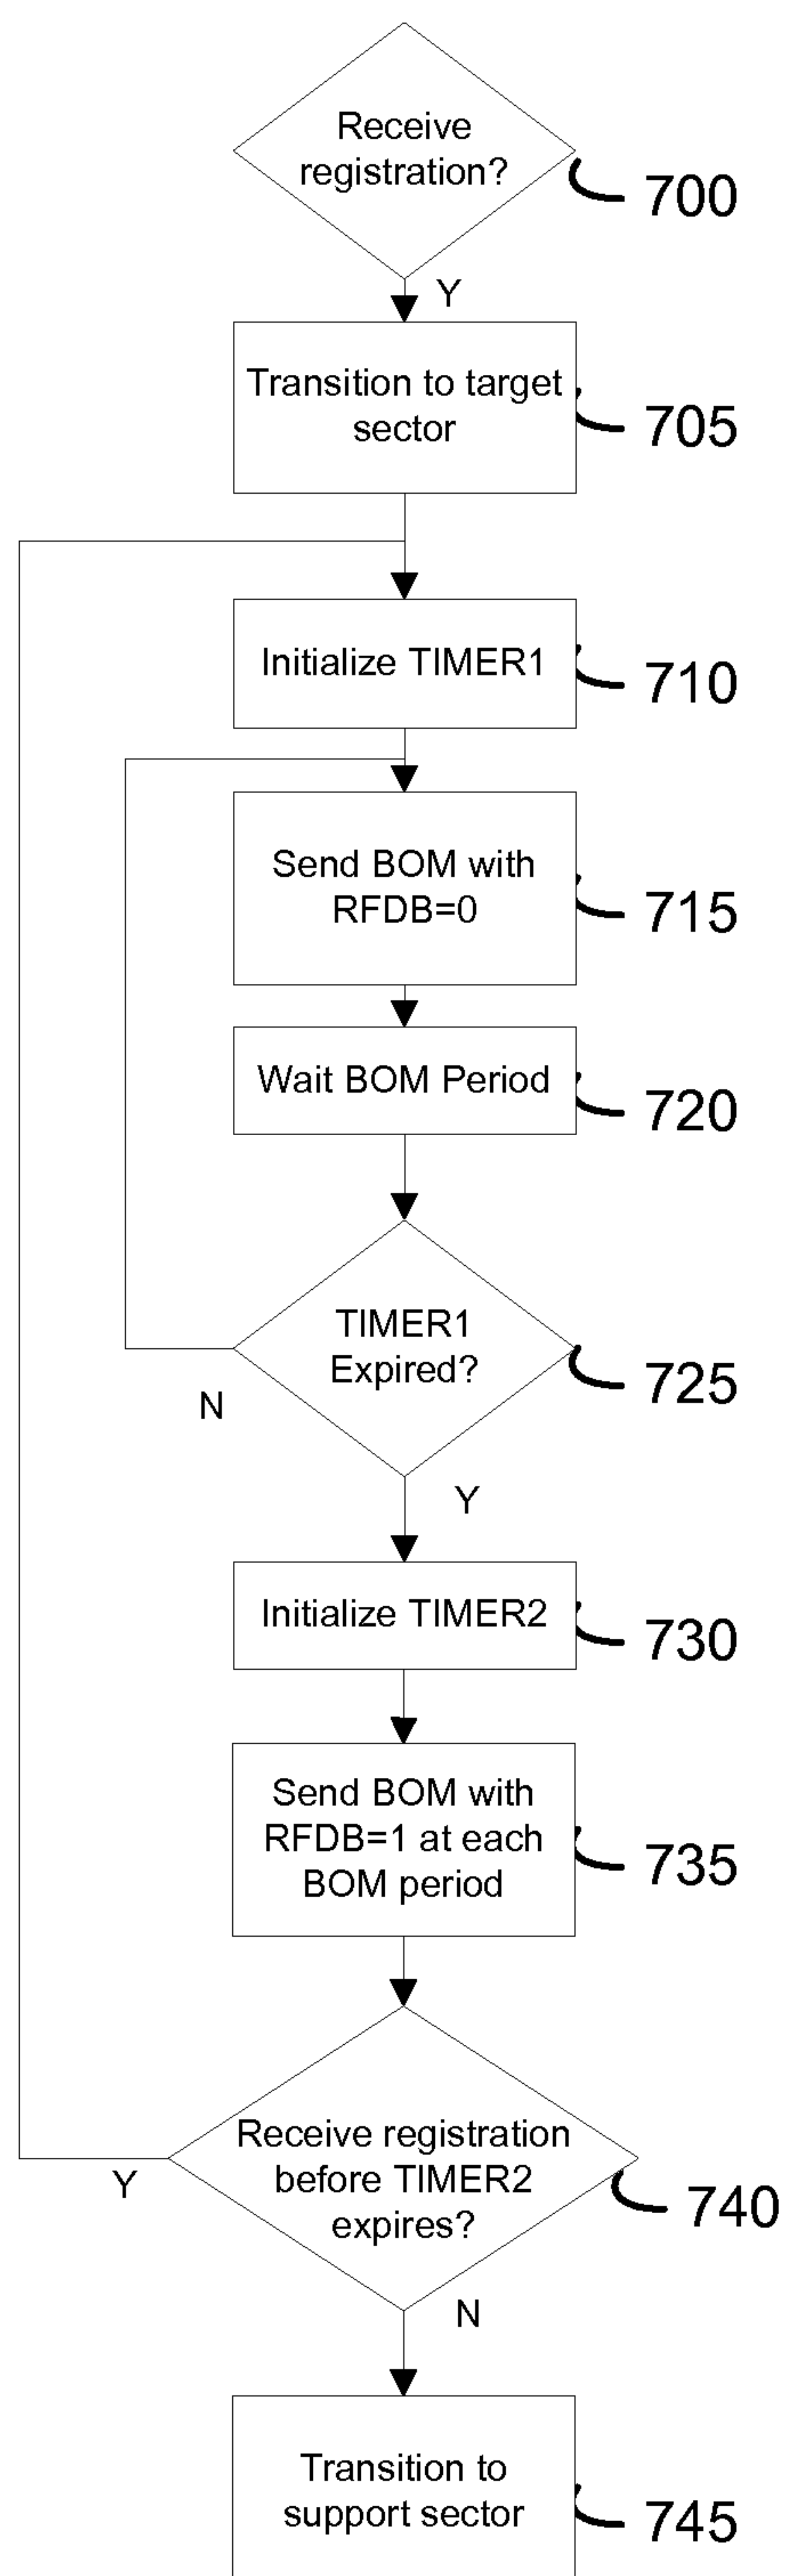 Receive
registration?
700
Y
Transition to target
sector
705
Initialize TIMER1
710
Send BOM with
RFDB=0
715
Wait BOM Period
720
TIMER1
Expired?
725
N
Y
Initialize TIMER2
730
Send BOM with
RFDB=1 at each
BOM period
735
Receive registration
before TIMER2
expires?
Y
740
N
Transition to
support sector
745